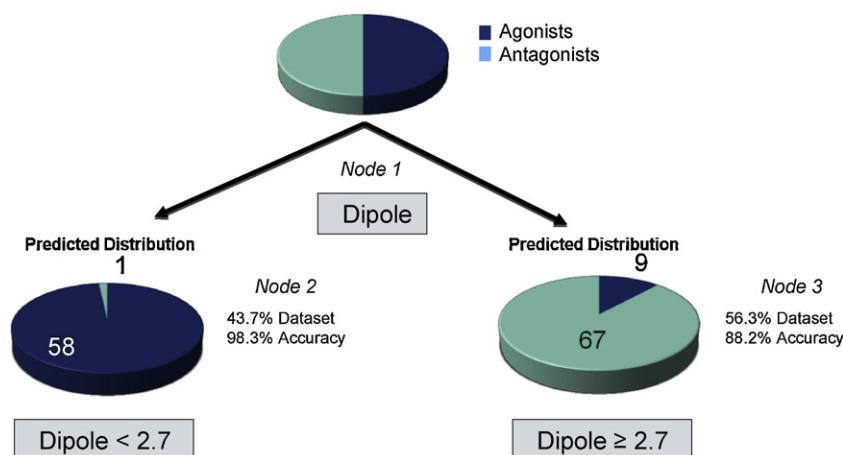 Agonists
Antagonists
Node 1
Dipole
Predicted Distribution
1
58
Node 2
43.7% Dataset
98.3% Accuracy
Dipole < 2.7
Predicted Distribution
9
67
Node 3
56.3% Dataset
88.2% Accuracy
Dipole ≥ 2.7